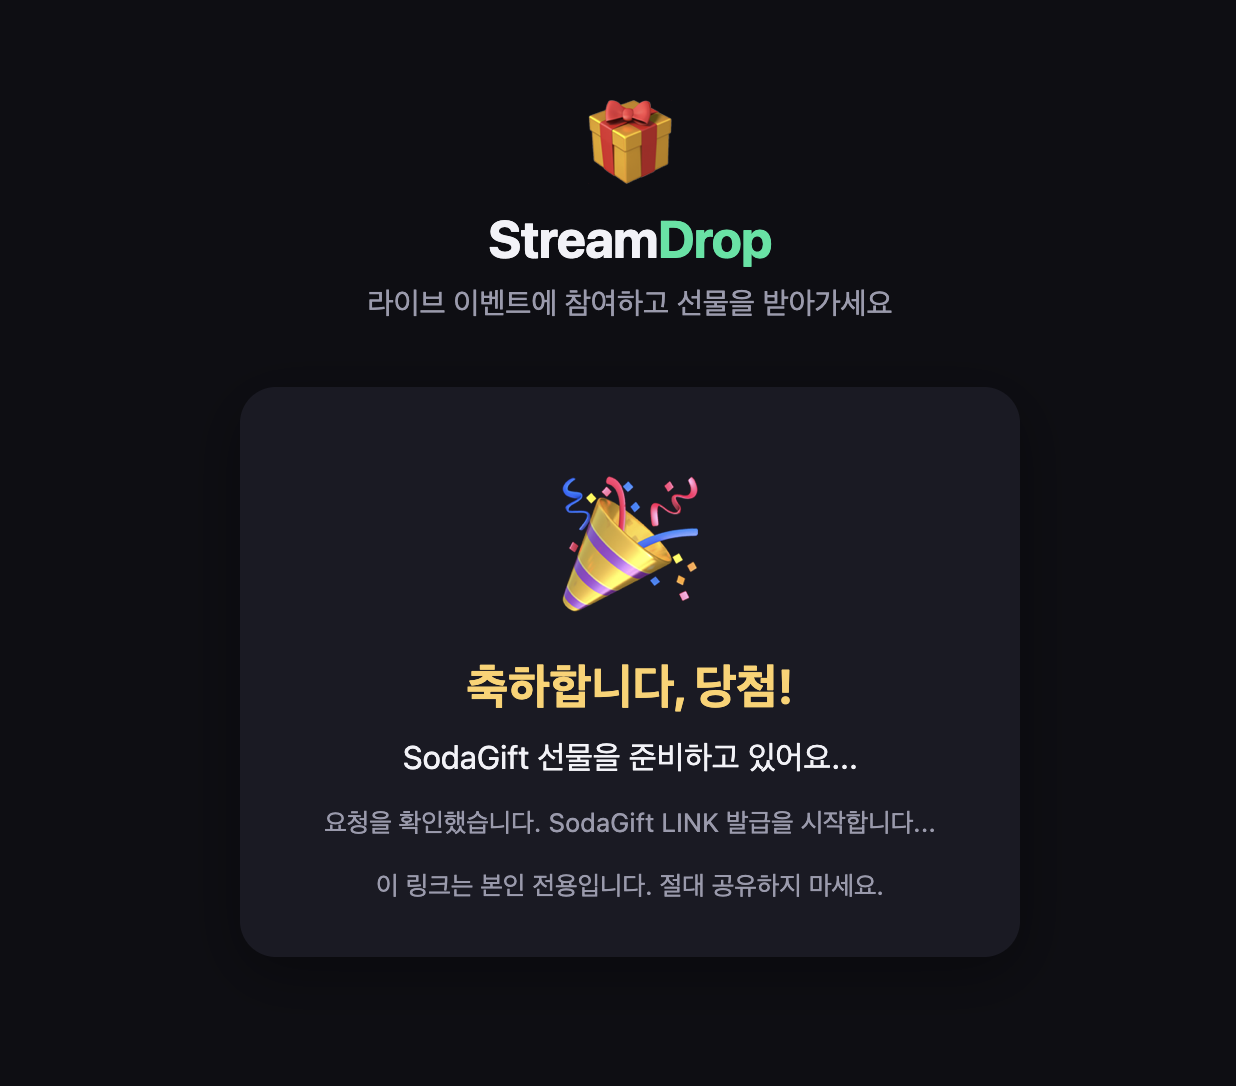 StreamDrop
라이브 이벤트에 참여하고 선물을 받아가세요
축하합니다, 당첨!
SodaGift 선물을 준비하고 있어요...
요청을 확인했습니다. SodaGift LINK 발급을 시작합니다...
이 링크는 본인 전용입니다. 절대 공유하지 마세요.